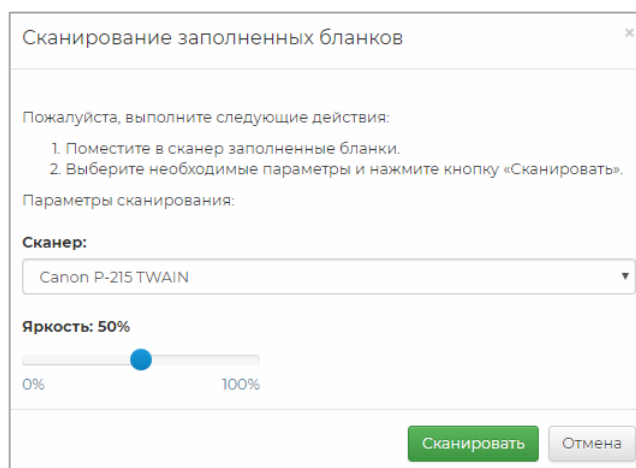 Сканирование заполненных бланков
×
Пожалуйста, выполните следующие действия:
1. Поместите в сканер заполненные бланки.
2. Выберите необходимые параметры и нажмите кнопку «Сканировать».
Параметры сканирования:
Сканер:
Canon P-215 TWAIN
Яркость: 50%
0% 100%
Сканировать Отмена